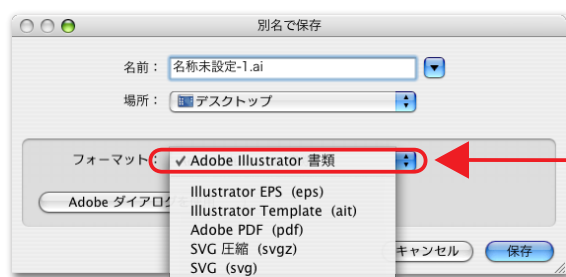 別名で保存
名前：
名称未設定-1.ai
場所：
デスクトップ
フォーマット：
✓ Adobe Illustrator 書類
Illustrator EPS (eps)
Illustrator Template (ait)
Adobe PDF (pdf)
SVG 圧縮 (svgz)
SVG (svg)
Adobe ダイアログ
キャンセル
保存